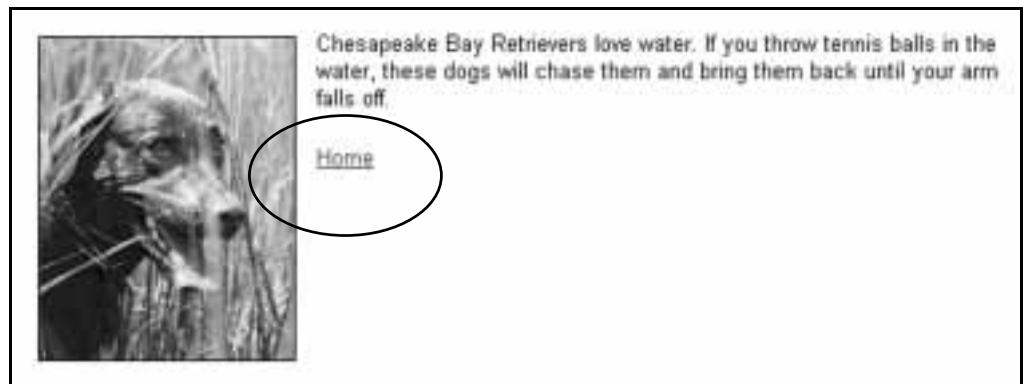 Chesapeake Bay Retrievers love water. If you throw tennis balls in the
water, these dogs will chase them and bring them back until your arm
falls off.
Home